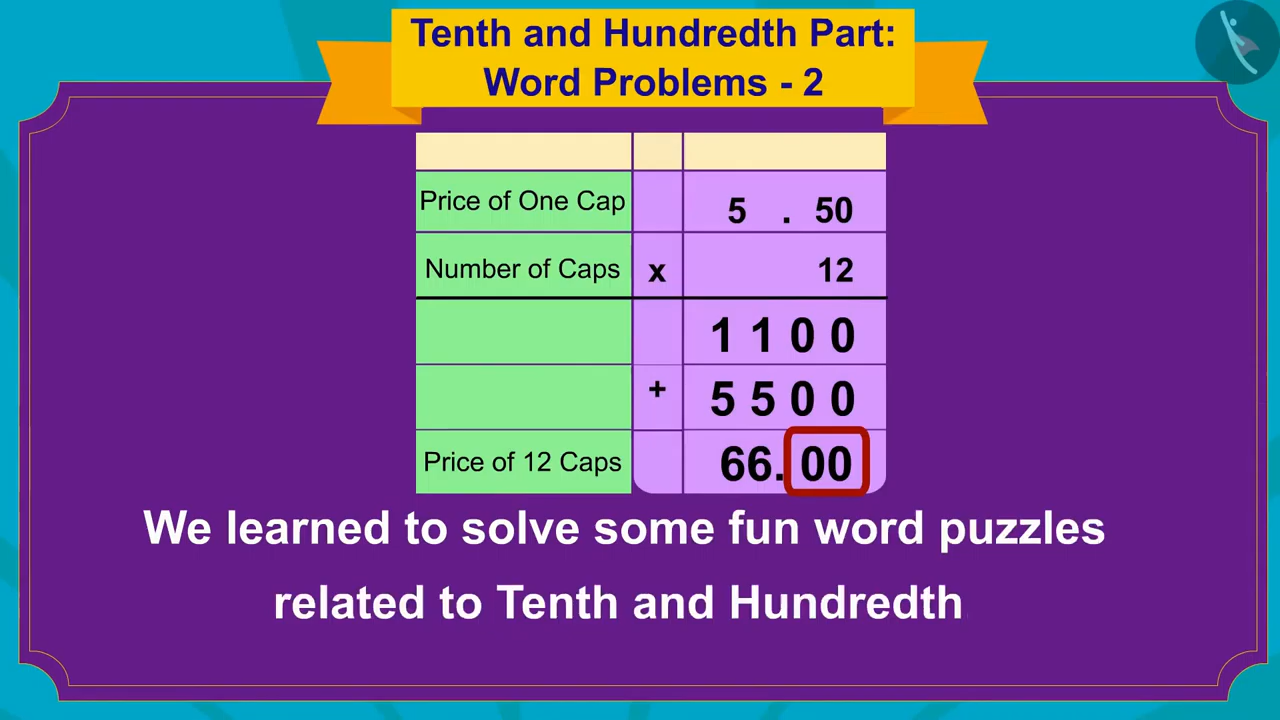 Tenth and Hundredth Part:
Word Problems - 2
Price of One Cap 5 . 50
Number of Caps x 12
1 1 0 0
+ 5 5 0 0
Price of 12 Caps 66.00
We learned to solve some fun word puzzles
related to Tenth and Hundredth